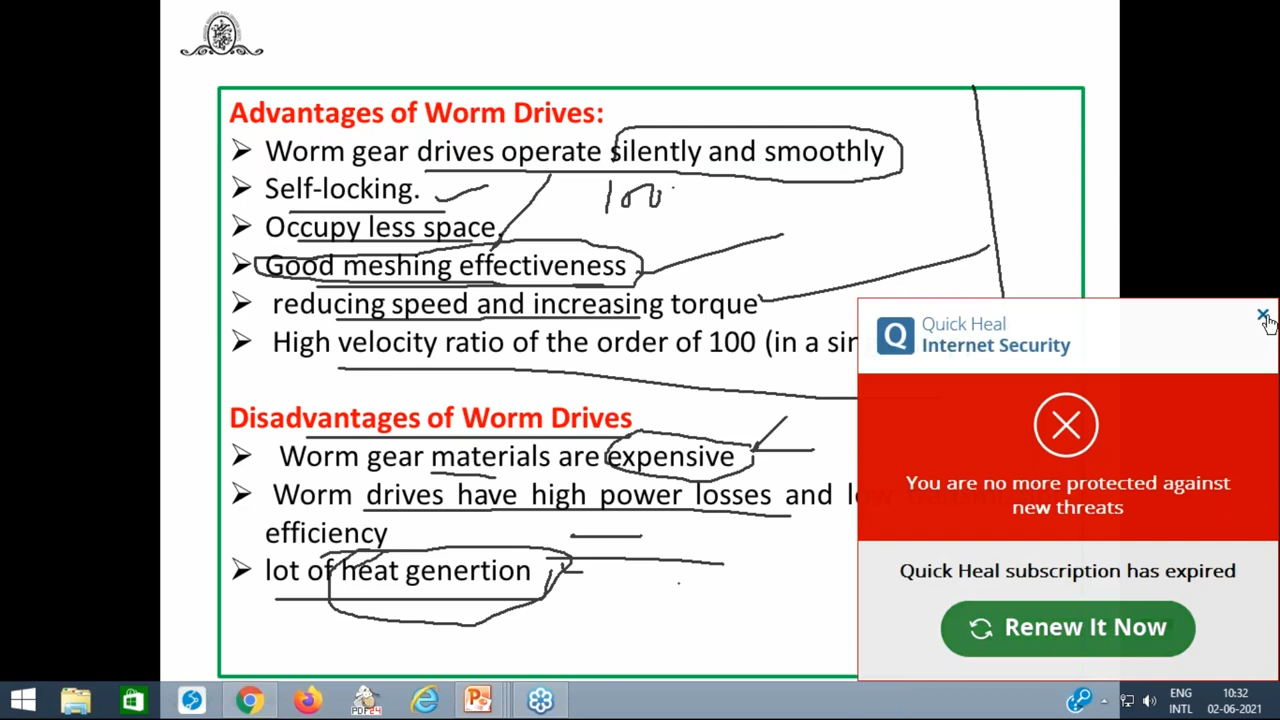 Advantages of Worm Drives:
Worm gear drives operate silently and smoothly
Self-locking.
100
Occupy less space.
Good meshing effectiveness
reducing speed and increasing torque
High velocity ratio of the order of 100 (in a
Disadvantages of Worm Drives
Worm gear materials are expensive
Worm drives have high power losses and
efficiency
lot of heat genertion
Quick Heal
Internet Security
You are no more protected against
new threats
Quick Heal subscription has expired
Renew It Now
PDF24
ENG
INTL
10:32
02-06-2021